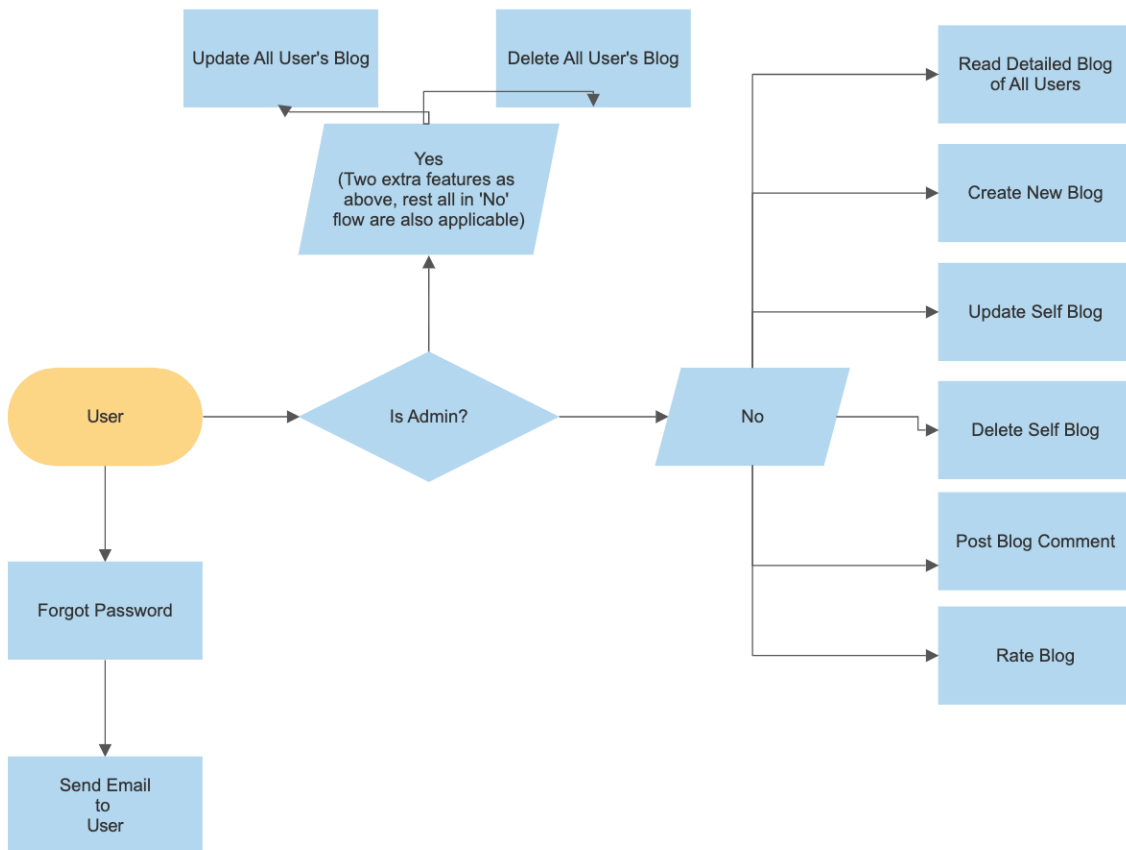 Update All User's Blog
Delete All User's Blog
Read Detailed Blog
of All Users
Yes
(Two extra features as
above, rest all in 'No'
flow are also applicable)
Create New Blog
Update Self Blog
User
Is Admin?
No
Delete Self Blog
Post Blog Comment
Forgot Password
Rate Blog
Send Email
to
User